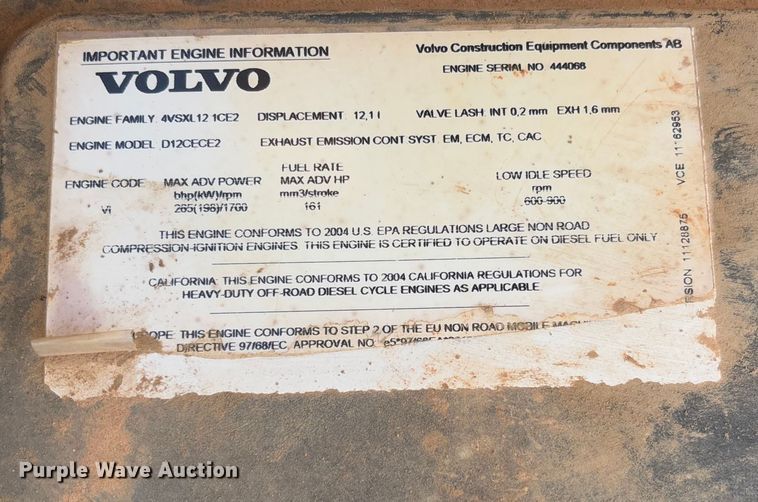 IMPORTANT ENGINE INFORMATION
Volvo Construction Equipment Components AB
VOLVO
ENGINE SERIAL NO. 444068
ENGINE FAMILY 4VSXL12 1CE2 DISPLACEMENT 12,1 l VALVE LASH INT 0,2 mm EXH 1,6 mm
ENGINE MODEL D12CECE2 EXHAUST EMISSION CONT SYST EM, ECM, TC, CAC
FUEL RATE
ENGINE CODE MAX ADV POWER MAX ADV HP LOW IDLE SPEED
bhp(kW)/rpm mm3/stroke rpm
VI 265(198)/1700 161 600-900
THIS ENGINE CONFORMS TO 2004 U.S. EPA REGULATIONS LARGE NON ROAD
COMPRESSION-IGNITION ENGINES. THIS ENGINE IS CERTIFIED TO OPERATE ON DIESEL FUEL ONLY
CALIFORNIA: THIS ENGINE CONFORMS TO 2004 CALIFORNIA REGULATIONS FOR
HEAVY-DUTY OFF-ROAD DIESEL CYCLE ENGINES AS APPLICABLE
OPE THIS ENGINE CONFORMS TO STEP 2 OF THE EU NON ROAD MOBILE
DIRECTIVE 97/68/EC. APPROVAL NO.
ERSION 11128875 VCE 11162953
Purple Wave Auction